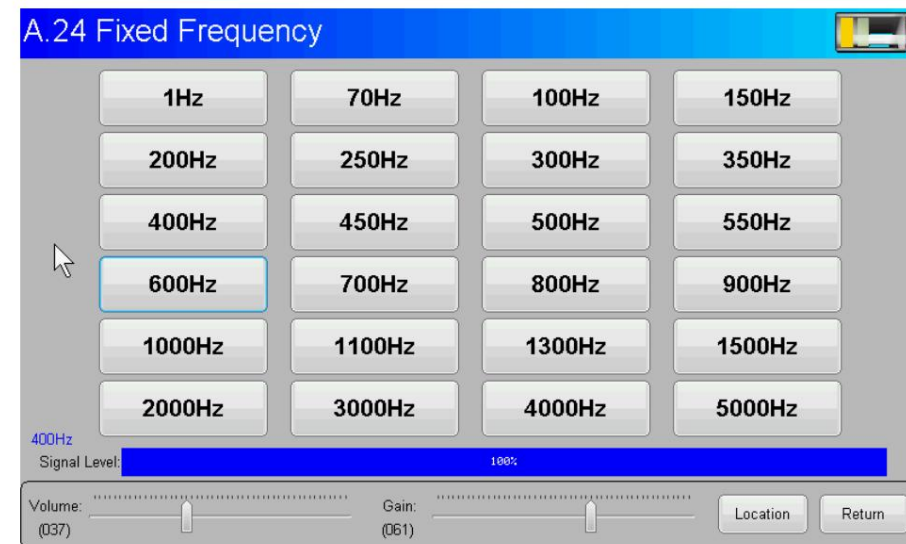 A.24 Fixed Frequency
1Hz 70Hz 100Hz 150Hz
200Hz 250Hz 300Hz 350Hz
400Hz 450Hz 500Hz 550Hz
600Hz 700Hz 800Hz 900Hz
1000Hz 1100Hz 1300Hz 1500Hz
2000Hz 3000Hz 4000Hz 5000Hz
400Hz
Signal Level: 100%
Volume: Gain: Location Return
(037) (061)